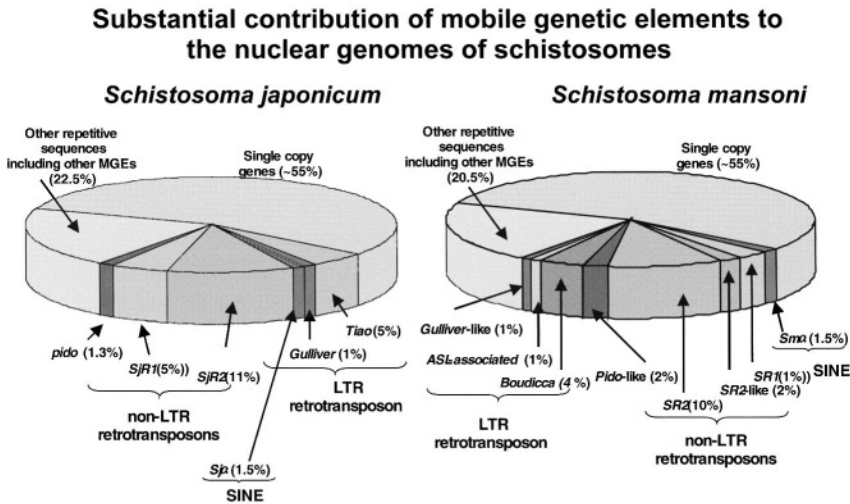 Substantial contribution of mobile genetic elements to
the nuclear genomes of schistosomes
Schistosoma japonicum
Other repetitive
sequences
including other MGEs
(22.5%)
Single copy
genes (~55%)
pido (1.3%)
SjR1(5%))
SjR2(11%)
Gulliver (1%)
Tiao(5%)
non-LTR
retrotransposons
LTR
retrotransposon
Sjα (1.5%)
SINE
Schistosoma mansoni
Other repetitive
sequences
including other MGEs
(20.5%)
Single copy
genes (~55%)
Gulliver-like (1%)
ASL-associated (1%)
Boudicca (4 %)
Pido-like (2%)
SR2(10%)
SR2-like (2%)
SR1(1%))
Smα (1.5%)
SINE
LTR
retrotransposon
non-LTR
retrotransposons